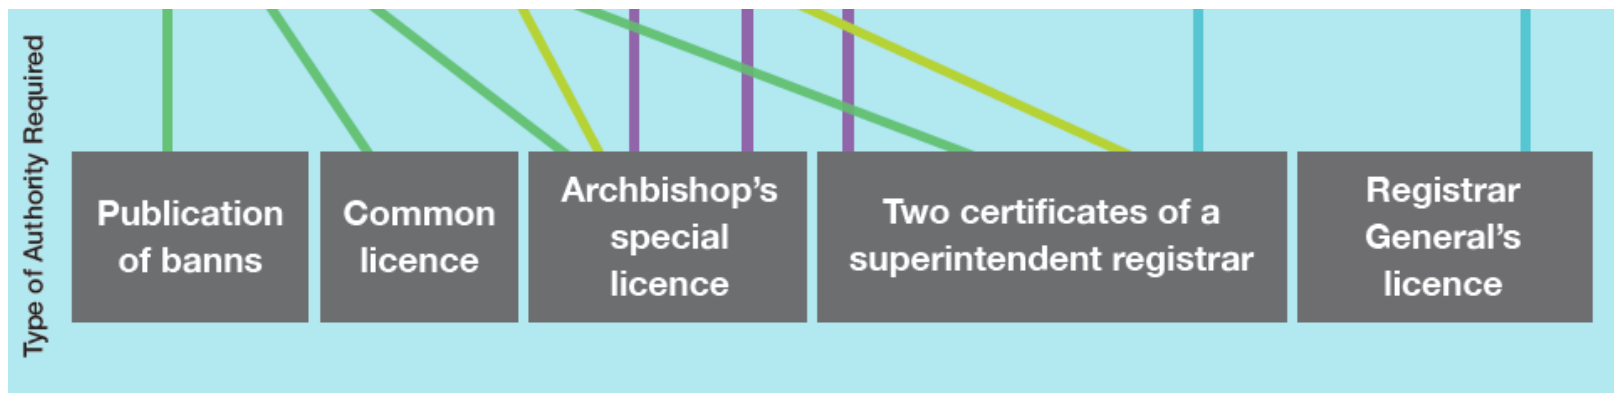 Type of Authority Required
Publication
of banns
Common
licence
Archbishop's
special
licence
Two certificates of a
superintendent registrar
Registrar
General's
licence